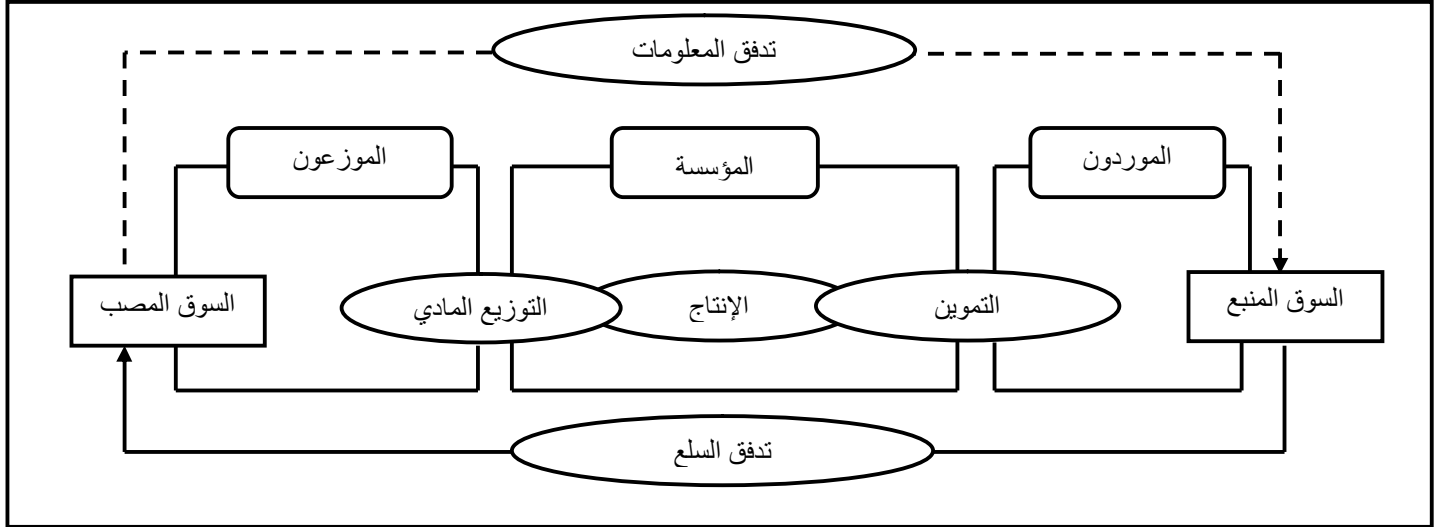 تدفق المعلومات
الموردون
المؤسسة
الموزعون
السوق المنبع
التموين
الإنتاج
التوزيع المادي
السوق المصب
تدفق السلع